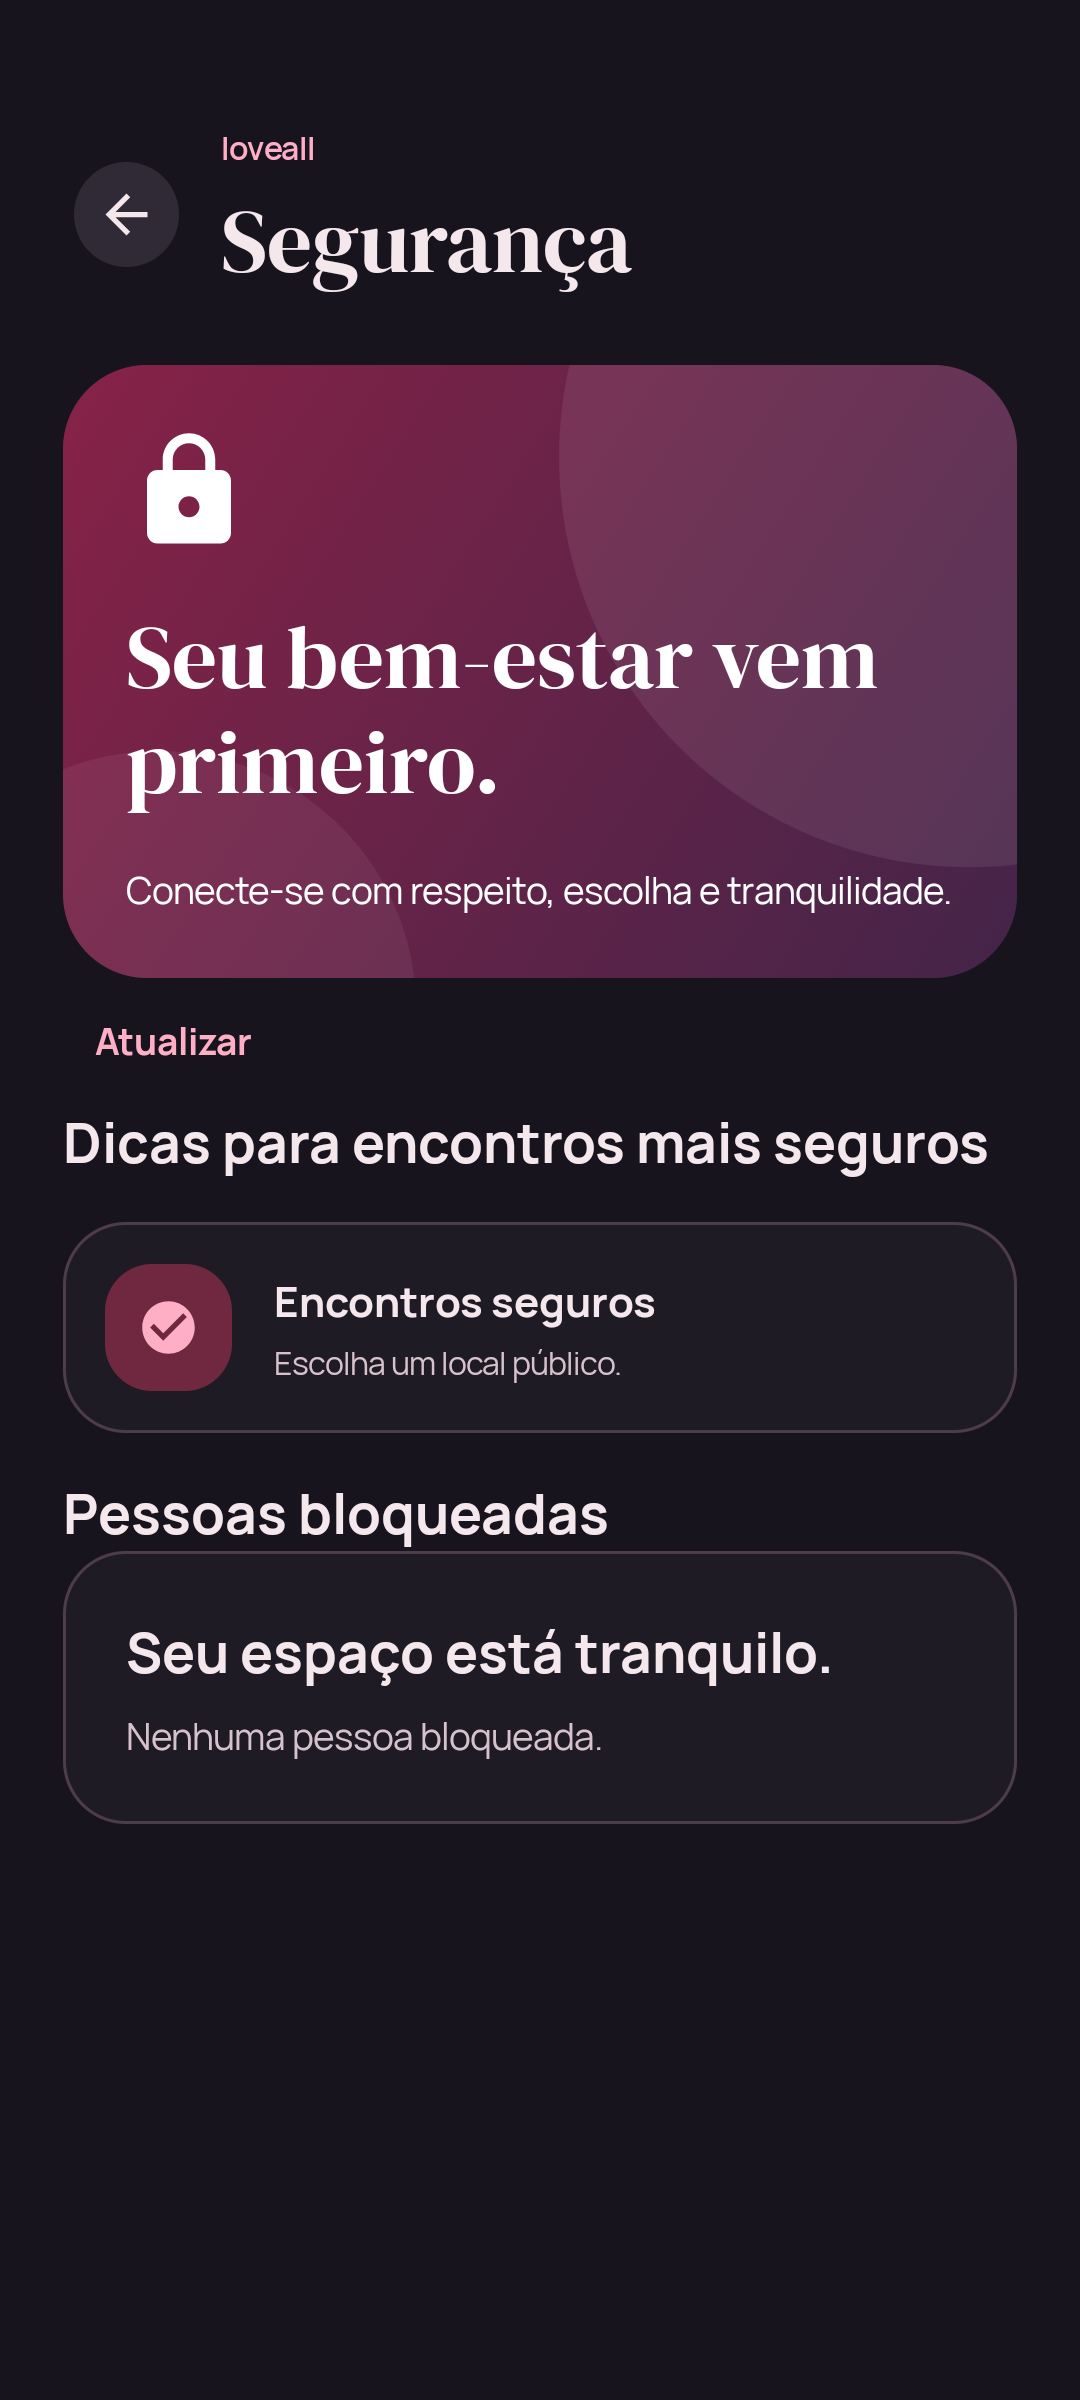 loveall
Segurança
Seu bem-estar vem
primeiro.
Conecte-se com respeito, escolha e tranquilidade.
Atualizar
Dicas para encontros mais seguros
Encontros seguros
Escolha um local público.
Pessoas bloqueadas
Seu espaço está tranquilo.
Nenhuma pessoa bloqueada.